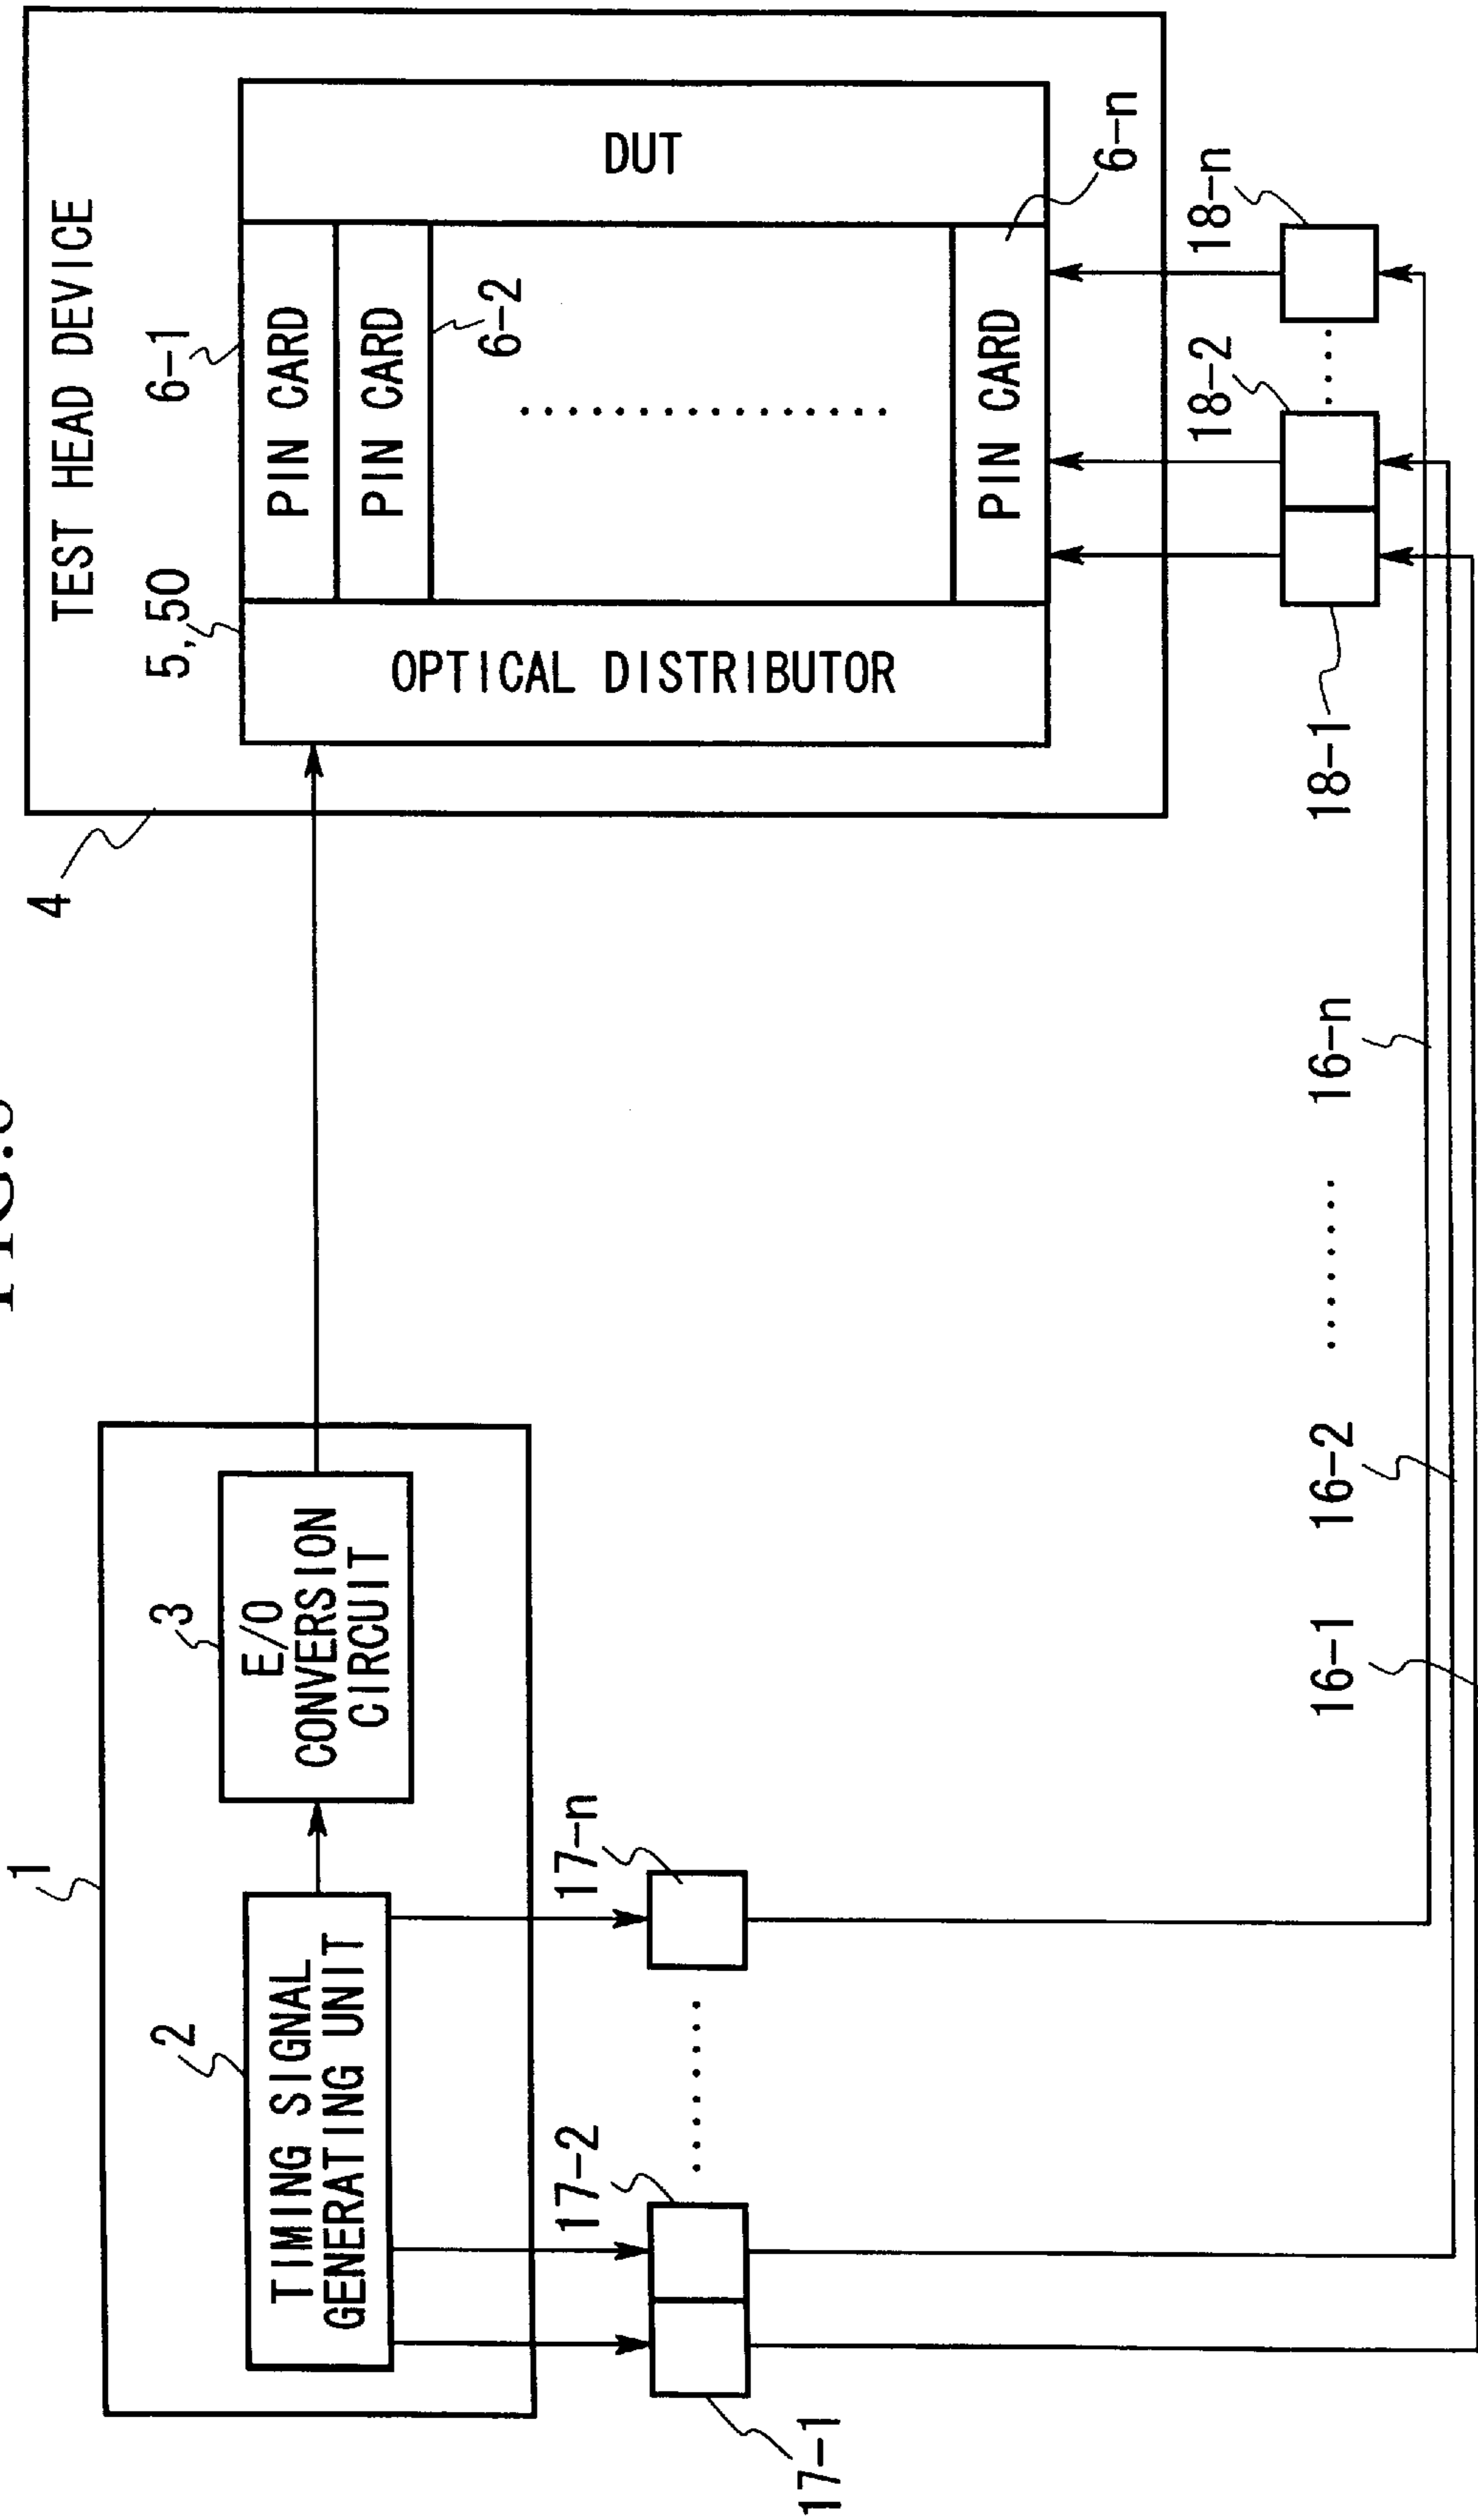 1
2
TIMING SIGNAL
GENERATING UNIT
3
E/O
CONVERSION
CIRCUIT
4
TEST HEAD DEVICE
5,50
OPTICAL DISTRIBUTOR
6-1
PIN CARD
PIN CARD
6-2
PIN CARD
6-n
DUT
17-1
17-2
17-n
16-1
16-2
16-n
18-1
18-2
18-n